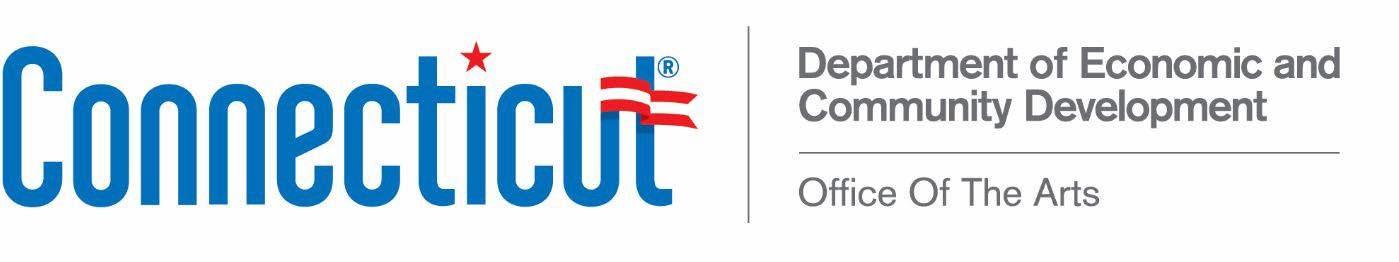 Connecticut®
Department of Economic and
Community Development
Office Of The Arts